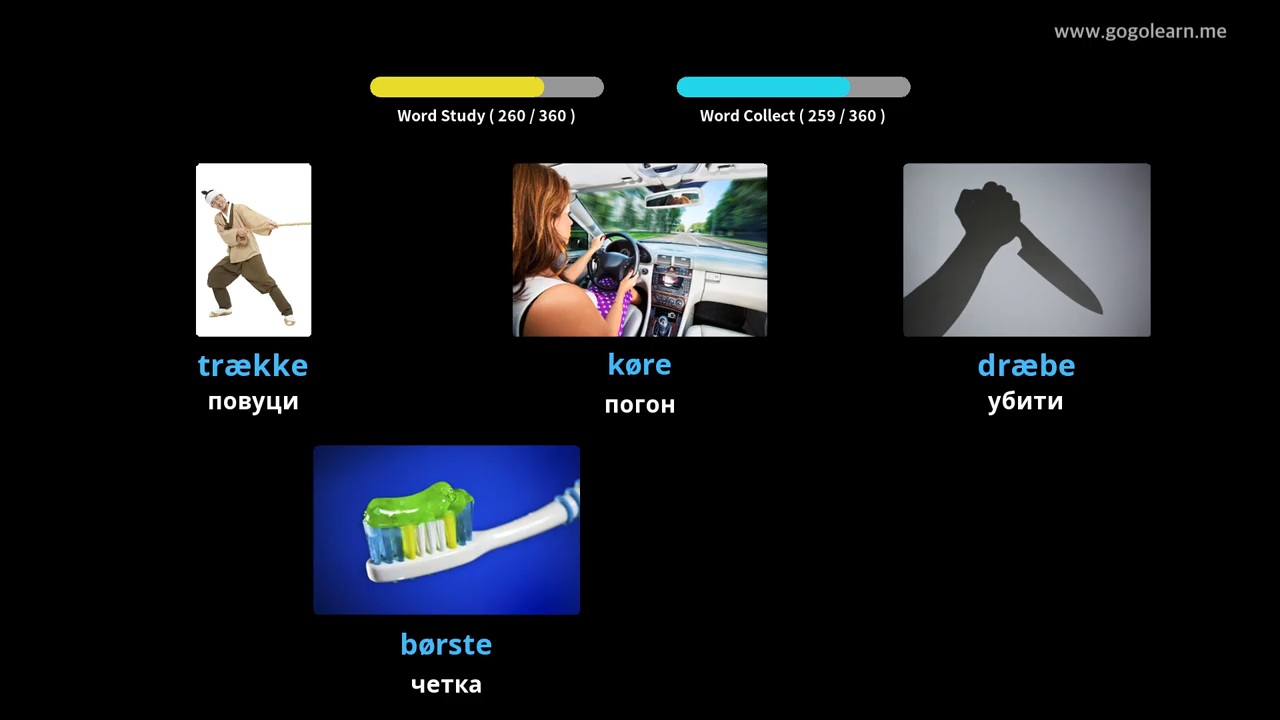 www.gogolearn.me
Word Study ( 260 / 360 )
Word Collect ( 259 / 360 )
trække
повуци
køre
погон
dræbe
убити
børste
четка